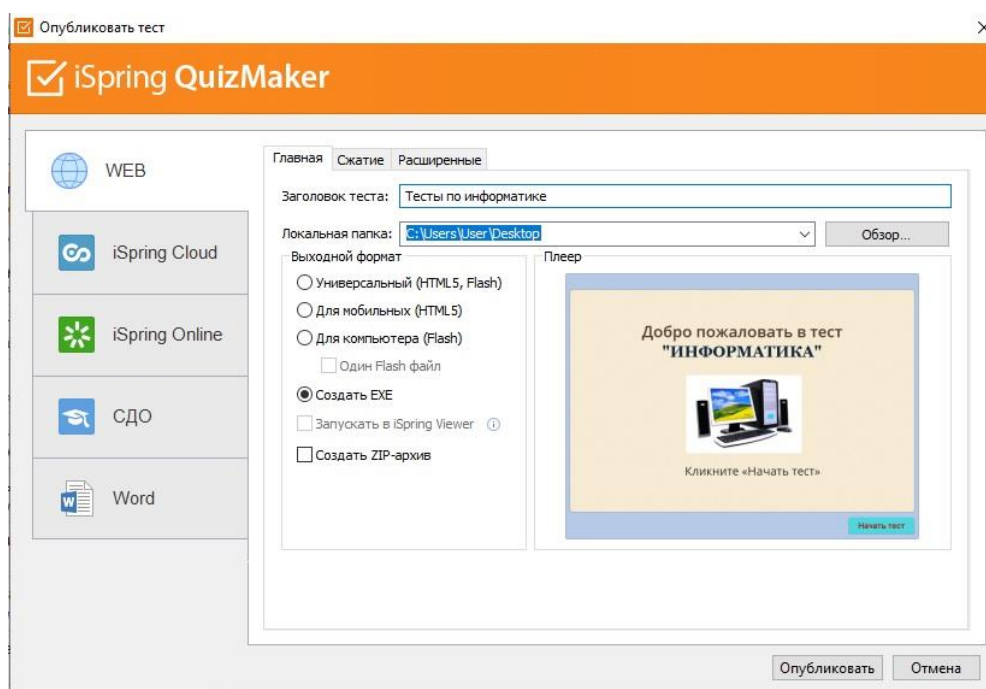 Опубликовать тест
iSpring QuizMaker
WEB
iSpring Cloud
iSpring Online
СДО
Word
Главная Сжатие Расширенные
Заголовок теста: Тесты по информатике
Локальная папка: C:\Users\User\Desktop Обзор...
Выходной формат
Универсальный (HTML5, Flash)
Для мобильных (HTML5)
Для компьютера (Flash)
Один Flash файл
Создать EXE
Запускать в iSpring Viewer
Создать ZIP-архив
Плеер
Добро пожаловать в тест
"ИНФОРМАТИКА"
Кликните «Начать тест»
Начать тест
Опубликовать Отмена